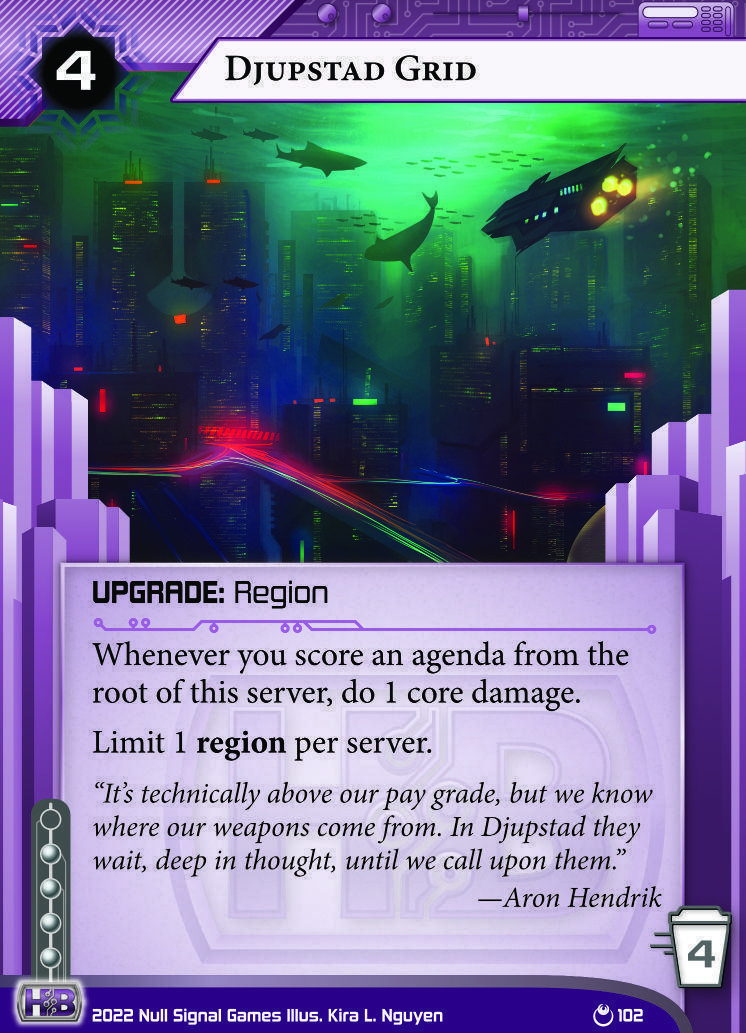 4
Djupstad Grid
UPGRADE: Region
Whenever you score an agenda from the
root of this server, do 1 core damage.
Limit 1 region per server.
“It’s technically above our pay grade, but we know
where our weapons come from. In Djupstad they
wait, deep in thought, until we call upon them.”
—Aron Hendrik
4
HB
2022 Null Signal Games Illus. Kira L. Nguyen
102